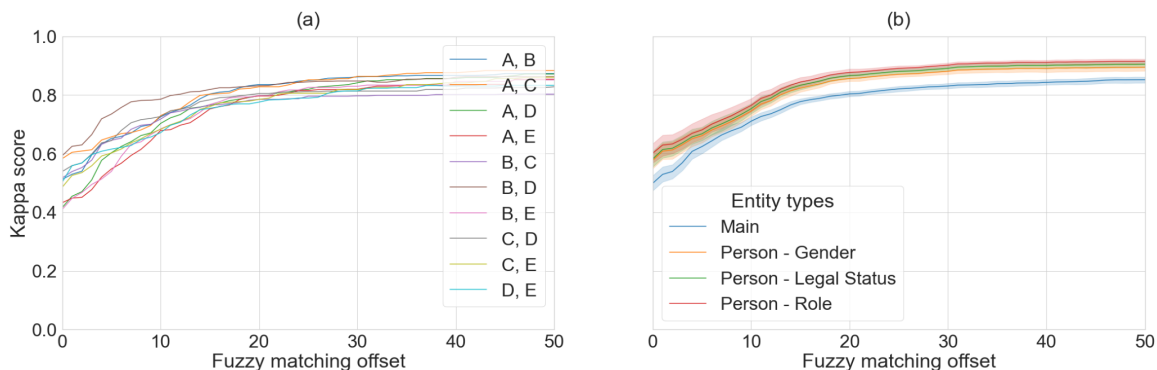 (a)
Kappa score
1.0
0.8
0.6
0.4
0.2
0.0
0 10 20 30 40 50
Fuzzy matching offset
A, B
A, C
A, D
A, E
B, C
B, D
B, E
C, D
C, E
D, E
(b)
Entity types
Main
Person - Gender
Person - Legal Status
Person - Role
0 10 20 30 40 50
Fuzzy matching offset